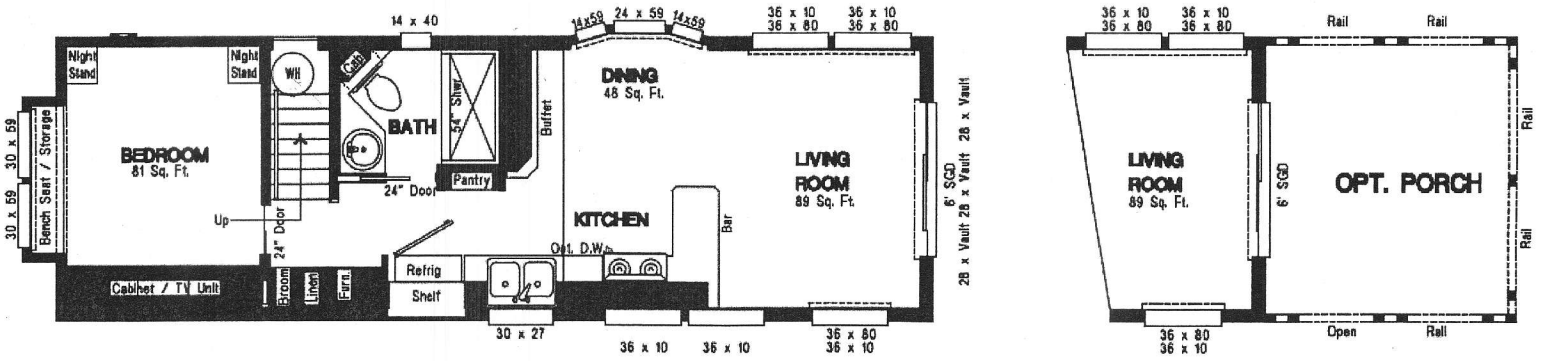 14 x 40
14x59
24 x 59
14x59
36 x 10
36 x 80
36 x 10
36 x 80
Night
Stand
Night
Stand
WH
Cab.
54" Shwr
BATH
DINING
48 Sq. Ft.
Buffet
30 x 59
30 x 59
Bench Seat / Storage
BEDROOM
81 Sq. Ft.
Up
24" Door
24" Door
Pantry
KITCHEN
Opt. D.W.
Bar
LIVING
ROOM
89 Sq. Ft.
6' SGD
28 x Vault 28 x Vault 28 x Vault
Cabinet / TV Unit
Broom
Linen
Furn.
Refrig
Shelf
30 x 27
36 x 10
36 x 10
36 x 80
36 x 10
36 x 10
36 x 80
36 x 10
36 x 80
Rail
Rail
LIVING
ROOM
89 Sq. Ft.
6' SGD
OPT. PORCH
Rail
Rail
36 x 80
36 x 10
Open
Rail